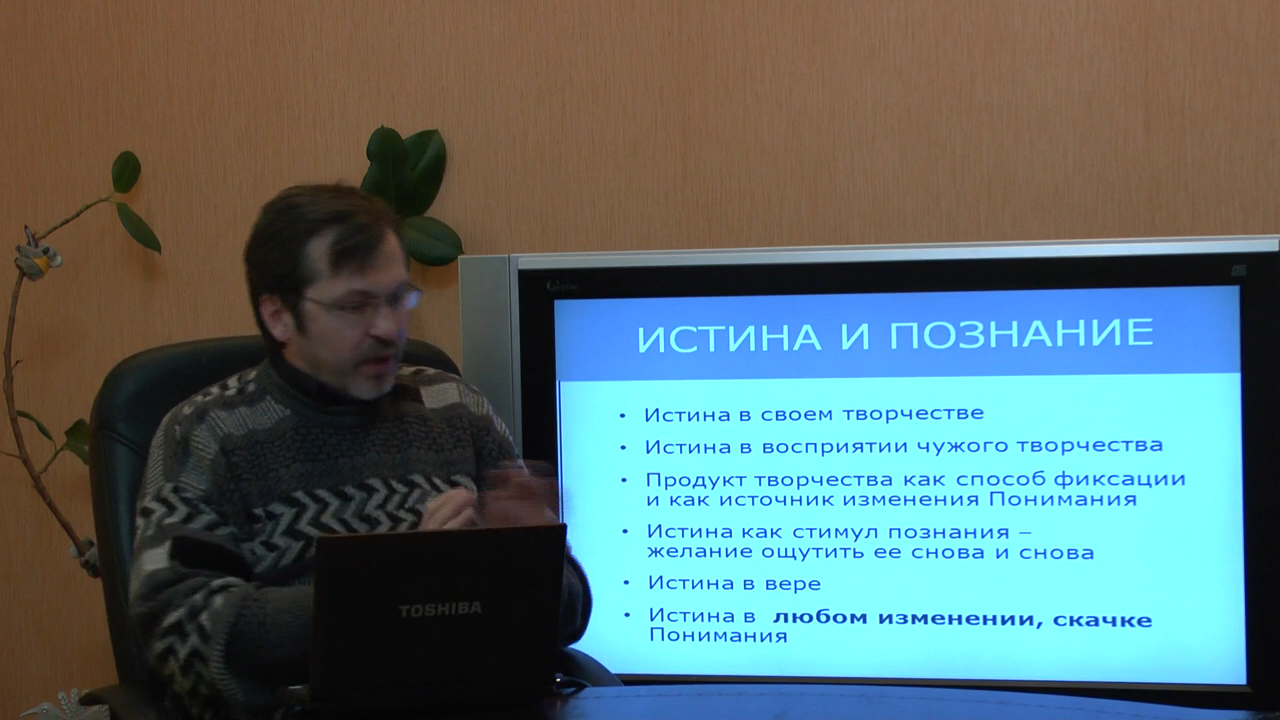 ИСТИНА И ПОЗНАНИЕ
• Истина в своем творчестве
• Истина в восприятии чужого творчества
• Продукт творчества как способ фиксации
и как источник изменения Понимания
• Истина как стимул познания –
желание ощутить ее снова и снова
• Истина в вере
• Истина в любом изменении, скачке
Понимания
TOSHIBA